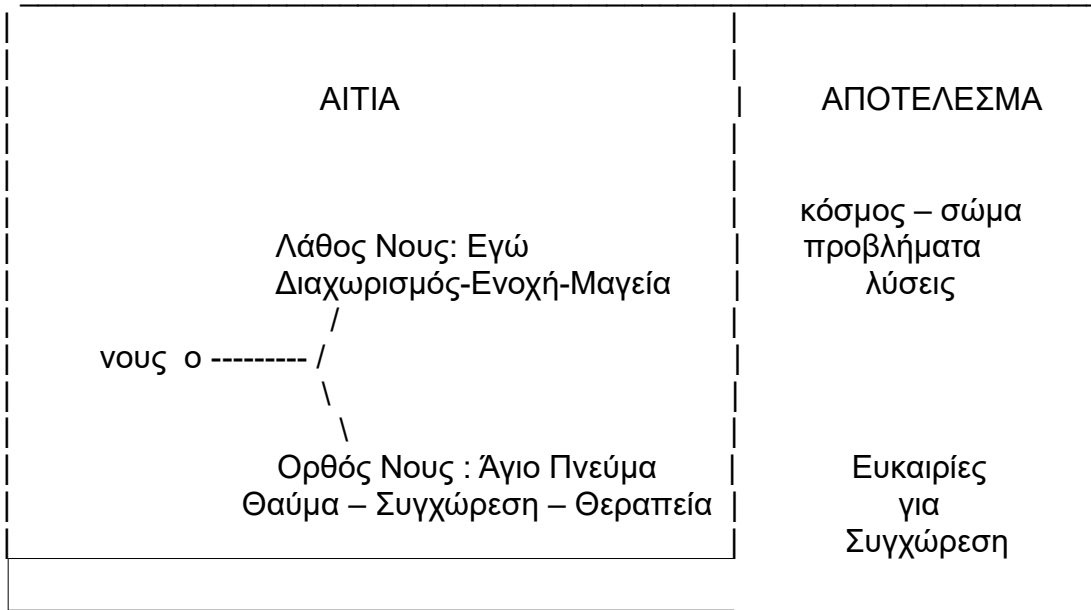 ΑΙΤΙΑ ΑΠΟΤΕΛΕΣΜΑ
κόσμος – σώμα
Λάθος Νους: Εγώ προβλήματα
Διαχωρισμός-Ενοχή-Μαγεία λύσεις
νους ο --------- /
Ορθός Νους : Άγιο Πνεύμα Ευκαιρίες
Θαύμα – Συγχώρεση – Θεραπεία για
Συγχώρεση